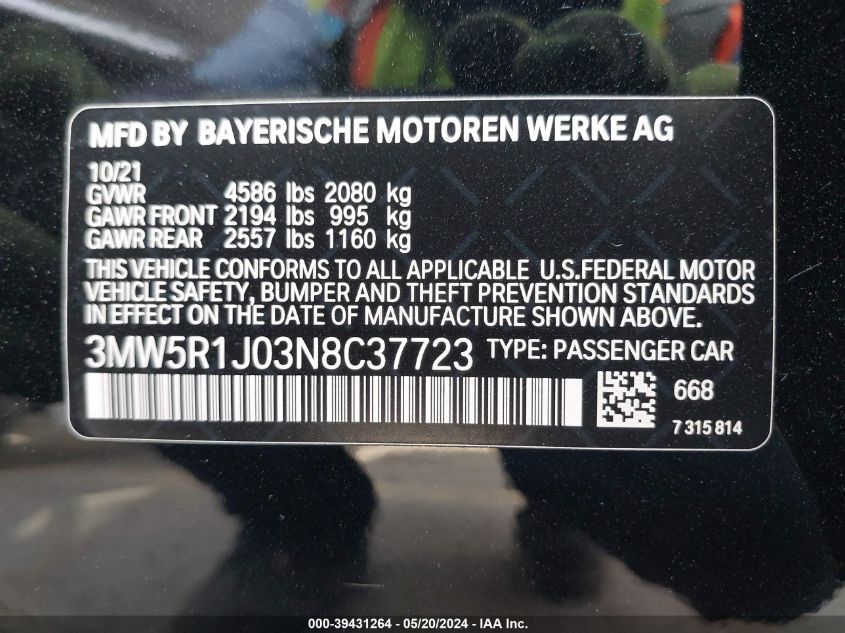 MFD BY BAYERISCHE MOTOREN WERKE AG
10/21
GVWR 4586 lbs 2080 kg
GAWR FRONT 2194 lbs 995 kg
GAWR REAR 2557 lbs 1160 kg
THIS VEHICLE CONFORMS TO ALL APPLICABLE U.S.FEDERAL MOTOR
VEHICLE SAFETY, BUMPER AND THEFT PREVENTION STANDARDS
IN EFFECT ON THE DATE OF MANUFACTURE SHOWN ABOVE.
3MW5R1J03N8C37723 TYPE: PASSENGER CAR
668
7 315 814
000-39431264 - 05/20/2024 - IAA Inc.